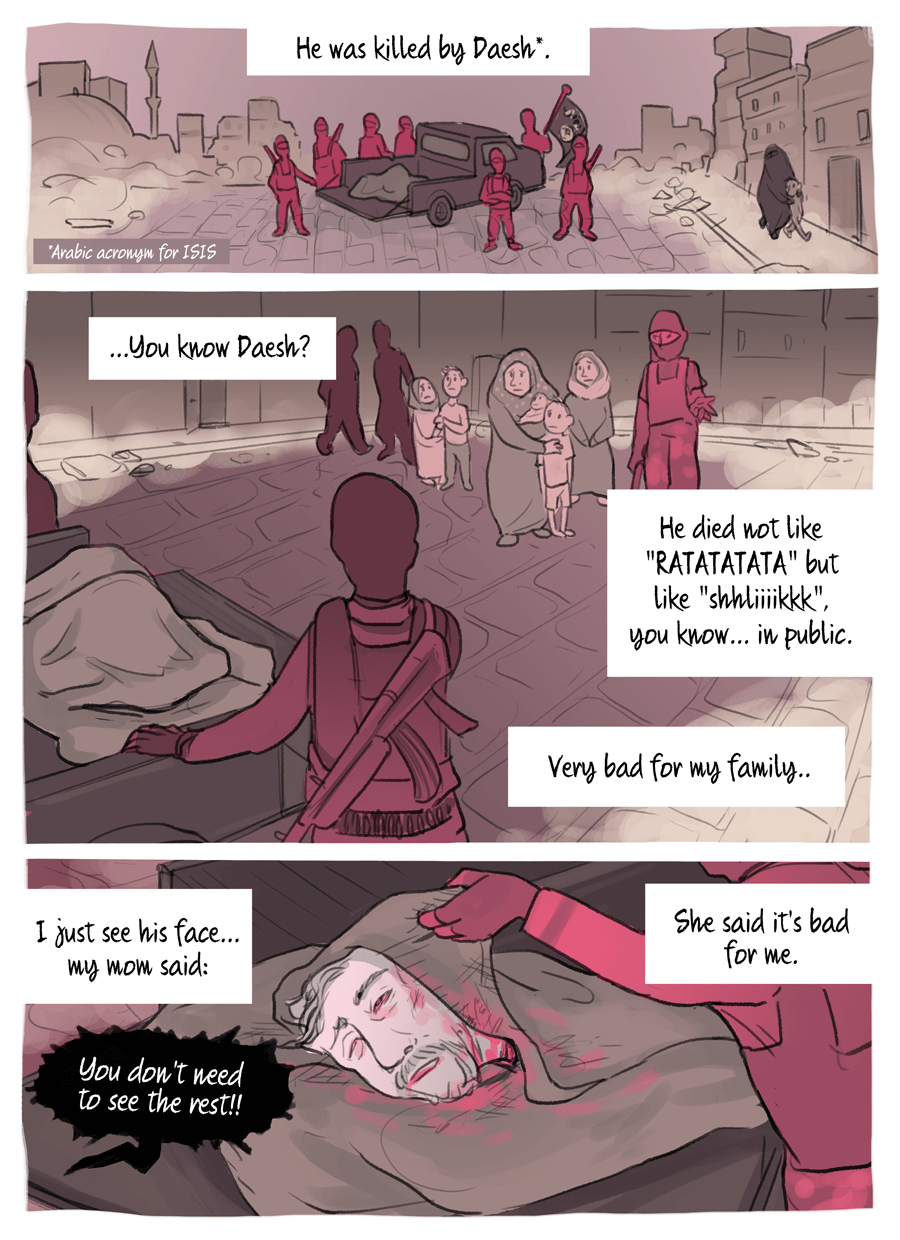 He was killed by Daesh*.
*Arabic acronym for ISIS
...You know Daesh?
He died not like
"RATATATATA" but
like "shhliiiikkk",
you know... in public.
Very bad for my family..
I just see his face...
my mom said:
She said it's bad
for me.
You don't need
to see the rest!!